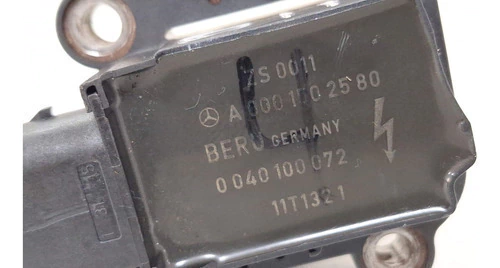 ZS 0011
A 000 150 25 80
BERU GERMANY
0 040 100 072
11T132 1